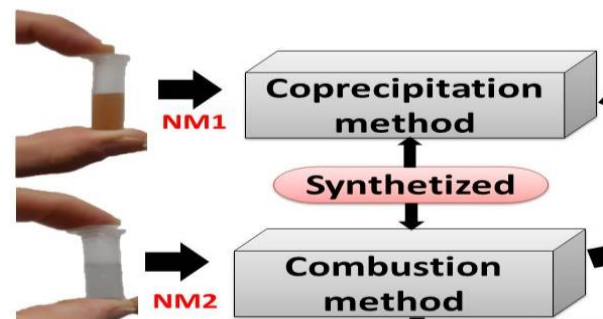 NM1
Coprecipitation
method
Synthetized
NM2
Combustion
method